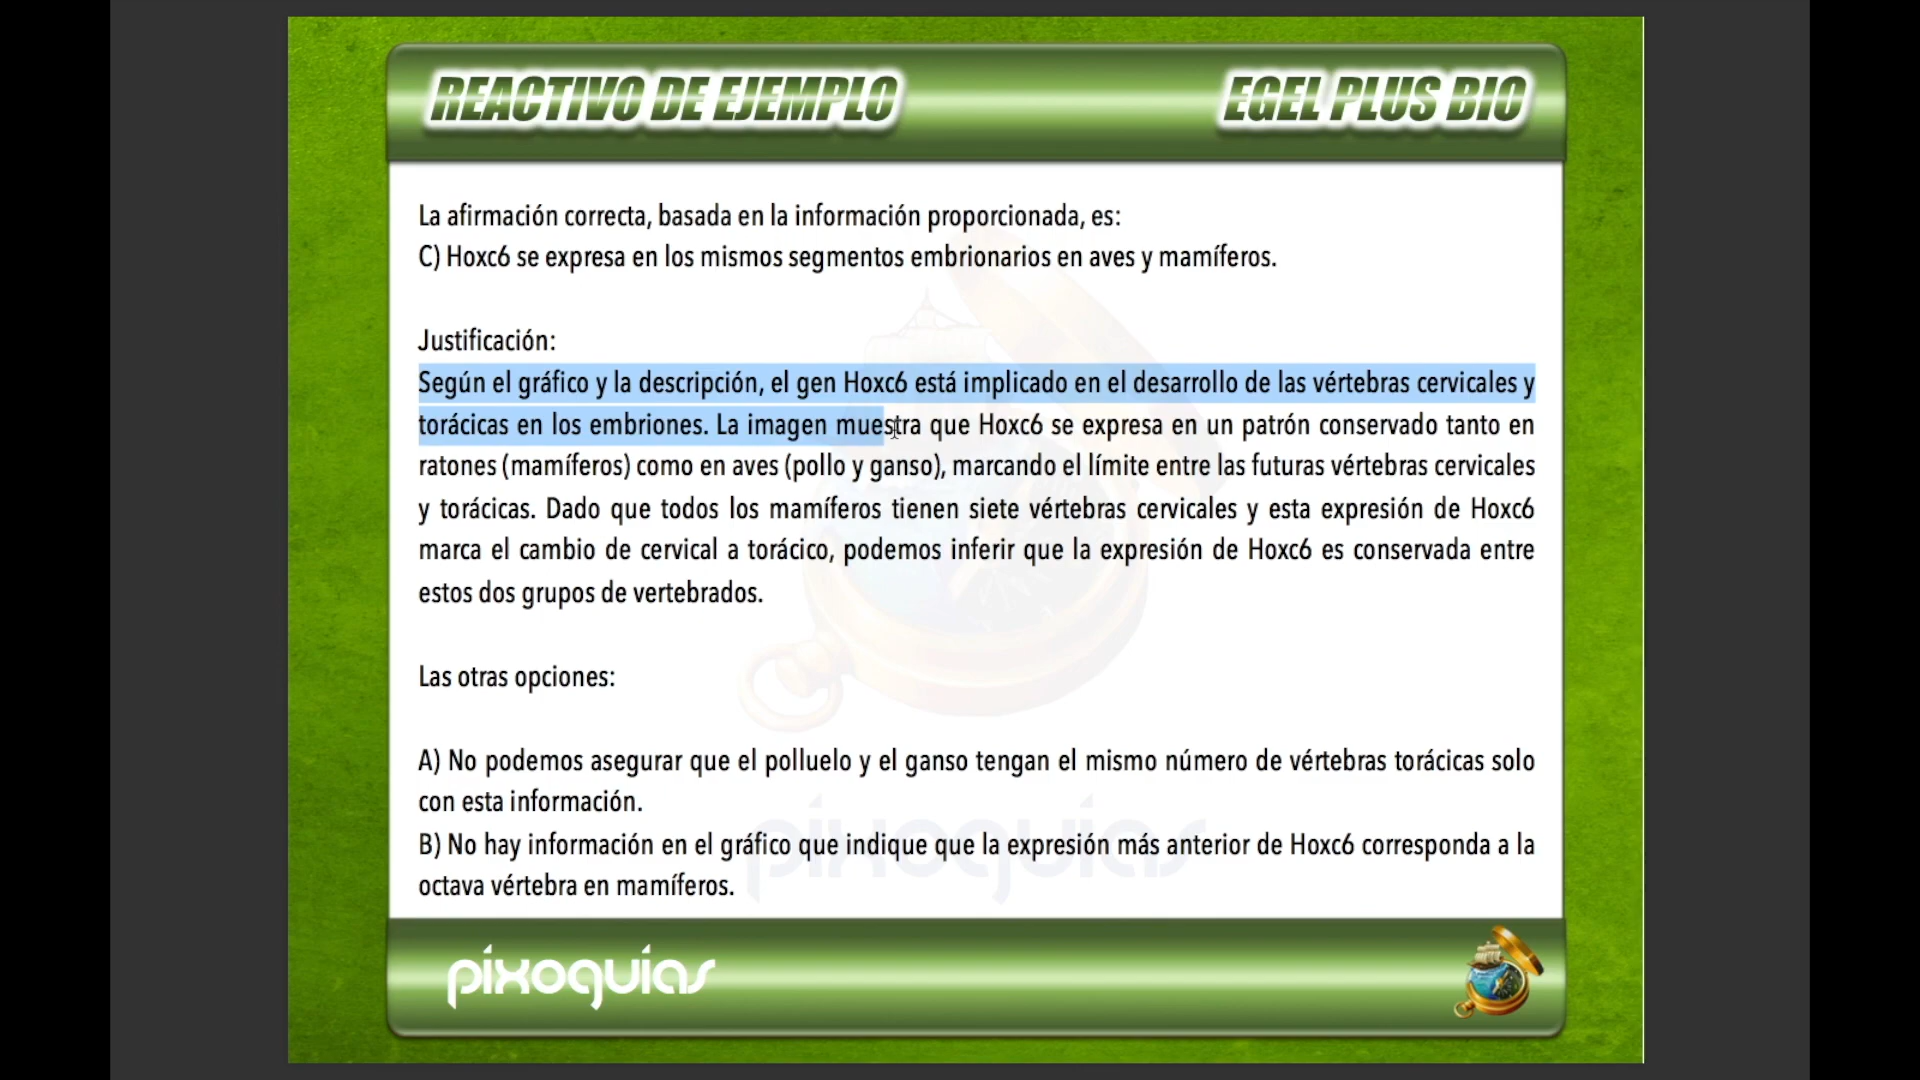 REACTIVO DE EJEMPLO
EGEL PLUS BIO
La afirmación correcta, basada en la información proporcionada, es:
C) Hoxc6 se expresa en los mismos segmentos embrionarios en aves y mamíferos.
Justificación:
Según el gráfico y la descripción, el gen Hoxc6 está implicado en el desarrollo de las vértebras cervicales y
torácicas en los embriones. La imagen muestra que Hoxc6 se expresa en un patrón conservado tanto en
ratones (mamíferos) como en aves (pollo y ganso), marcando el límite entre las futuras vértebras cervicales
y torácicas. Dado que todos los mamíferos tienen siete vértebras cervicales y esta expresión de Hoxc6
marca el cambio de cervical a torácico, podemos inferir que la expresión de Hoxc6 es conservada entre
estos dos grupos de vertebrados.
Las otras opciones:
A) No podemos asegurar que el polluelo y el ganso tengan el mismo número de vértebras torácicas solo
con esta información.
B) No hay información en el gráfico que indique que la expresión más anterior de Hoxc6 corresponda a la
octava vértebra en mamíferos.
pixoguías
pixoguías